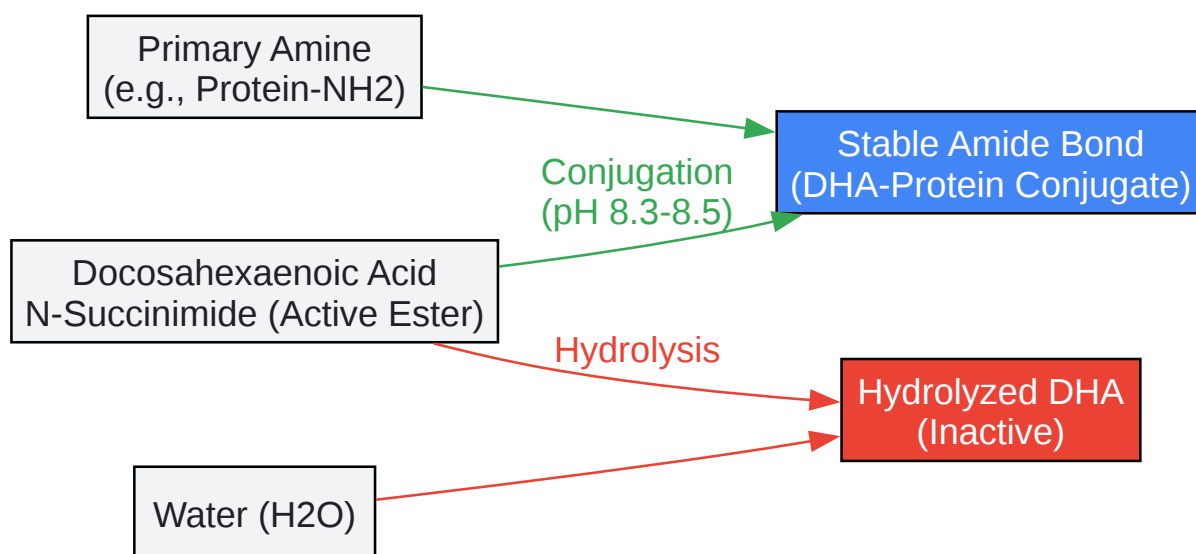 Primary Amine
(e.g., Protein-NH2)
Stable Amide Bond
(DHA-Protein Conjugate)
Conjugation
(pH 8.3-8.5)
Docosahexaenoic Acid
N-Succinimide (Active Ester)
Hydrolysis
Hydrolyzed DHA
(Inactive)
Water (H2O)